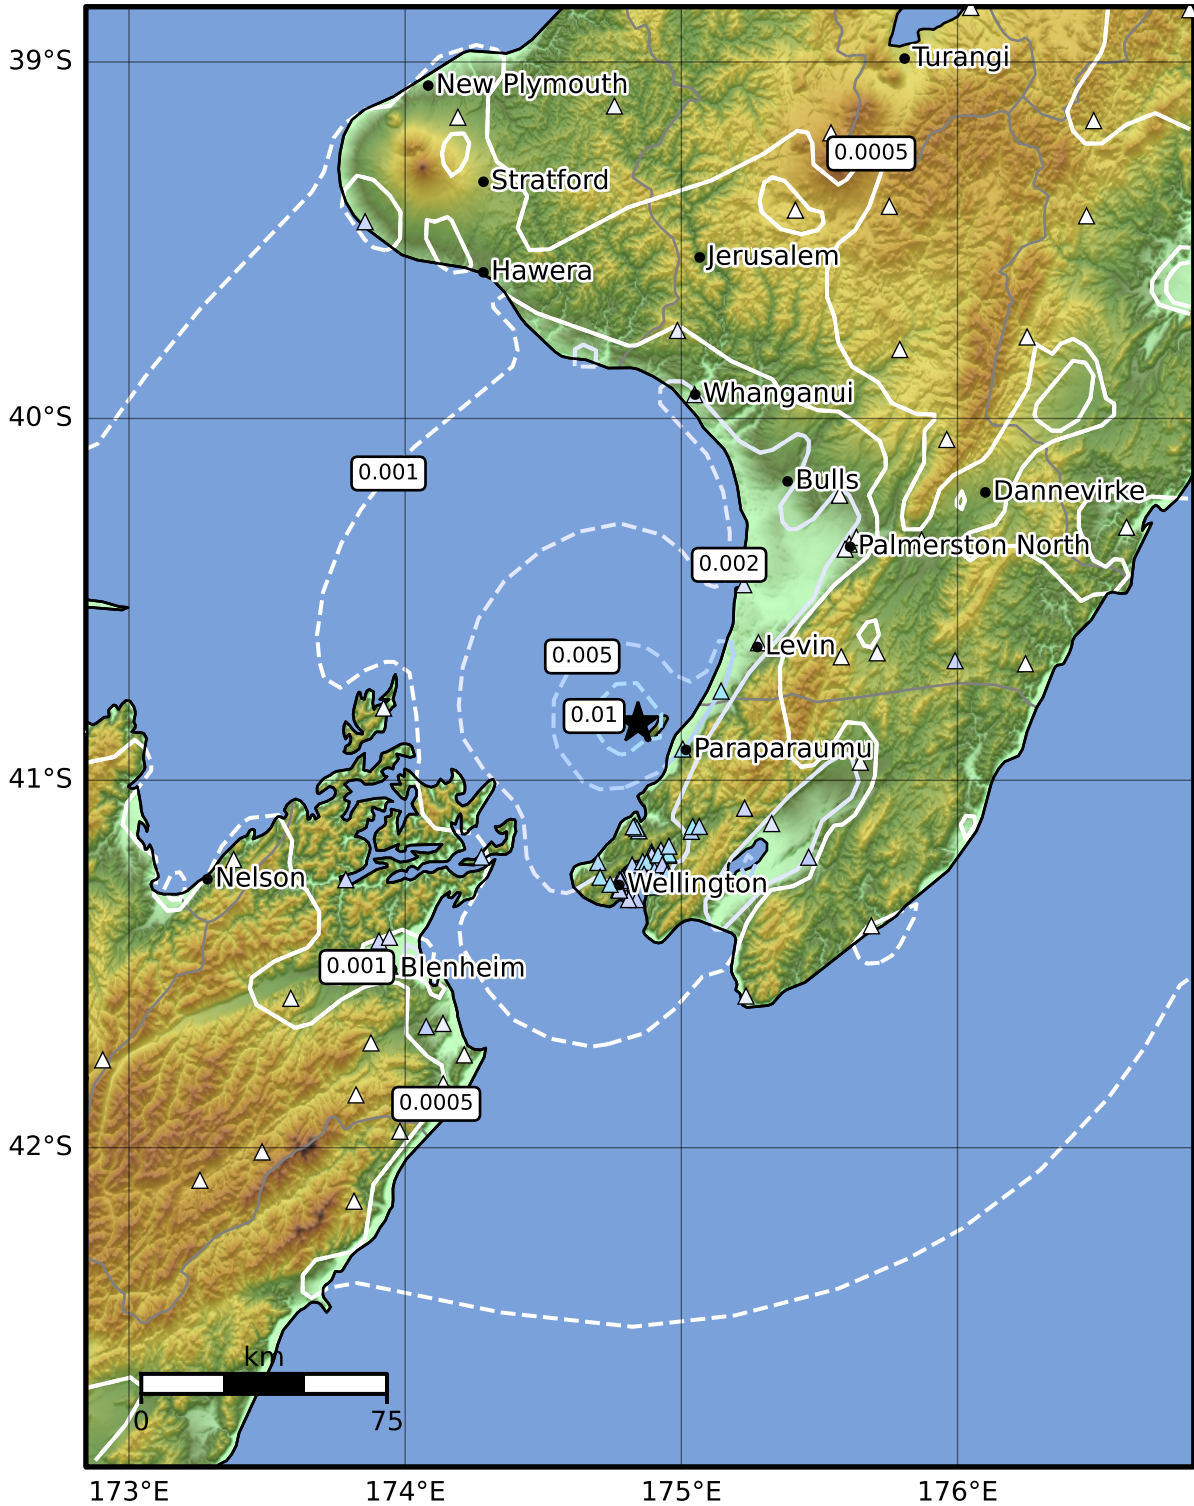 39°S
Turangi
New Plymouth
0.0005
Stratford
Jerusalem
Hawera
Whanganui
40°S
0.001
Bulls
Dannevirke
Palmerston North
0.002
Levin
0.005
0.01
Paraparaumu
41°S
Nelson
Wellington
0.001
Blenheim
0.0005
42°S
km
0 75
173°E 174°E 175°E 176°E